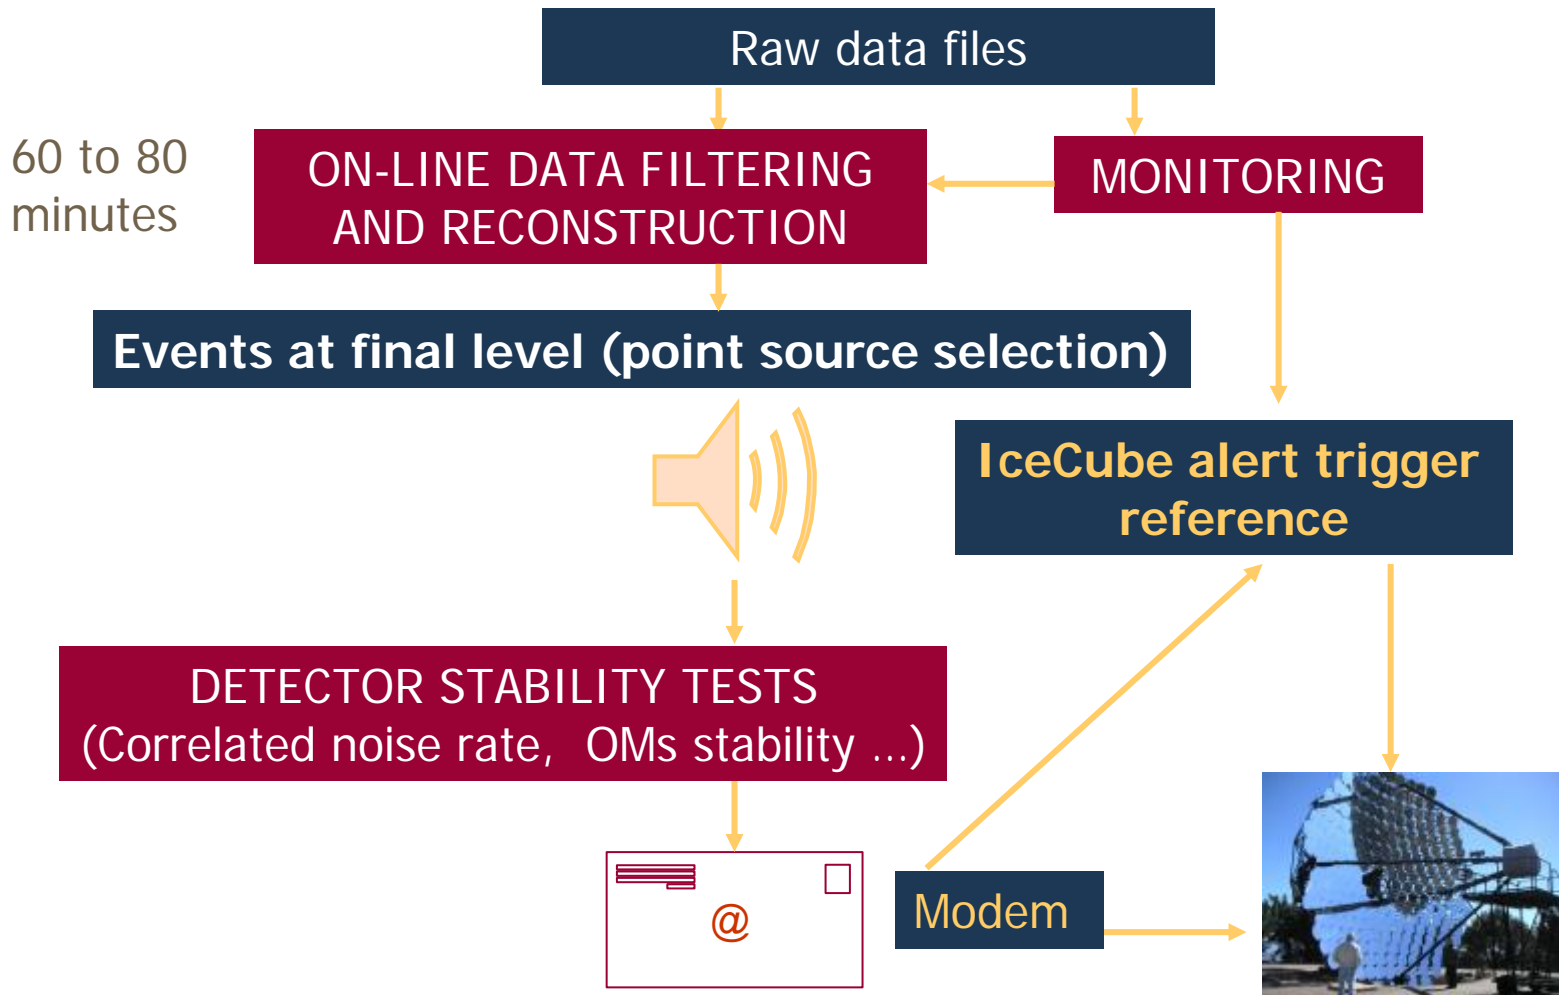 Raw data files
60 to 80
minutes
ON-LINE DATA FILTERING
AND RECONSTRUCTION
MONITORING
Events at final level (point source selection)
IceCube alert trigger
reference
DETECTOR STABILITY TESTS
(Correlated noise rate, OMs stability ...)
@
Modem